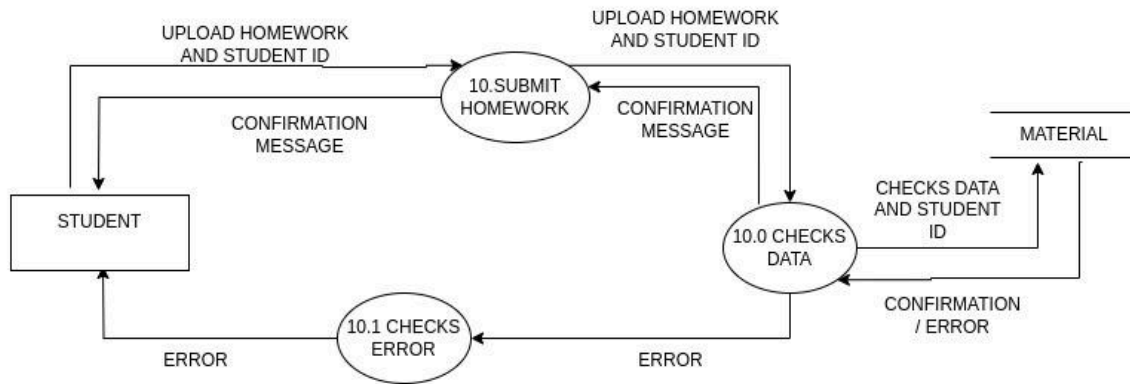 UPLOAD HOMEWORK
AND STUDENT ID
UPLOAD HOMEWORK
AND STUDENT ID
10.SUBMIT
HOMEWORK
CONFIRMATION
MESSAGE
CONFIRMATION
MESSAGE
MATERIAL
STUDENT
CHECKS DATA
AND STUDENT
ID
10.0 CHECKS
DATA
CONFIRMATION
/ ERROR
10.1 CHECKS
ERROR
ERROR
ERROR